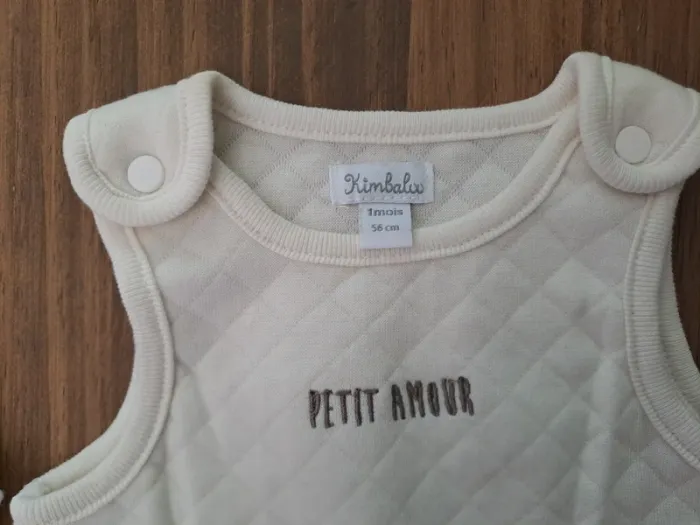 Kimbaloo
1mois
56 cm
PETIT AMOUR